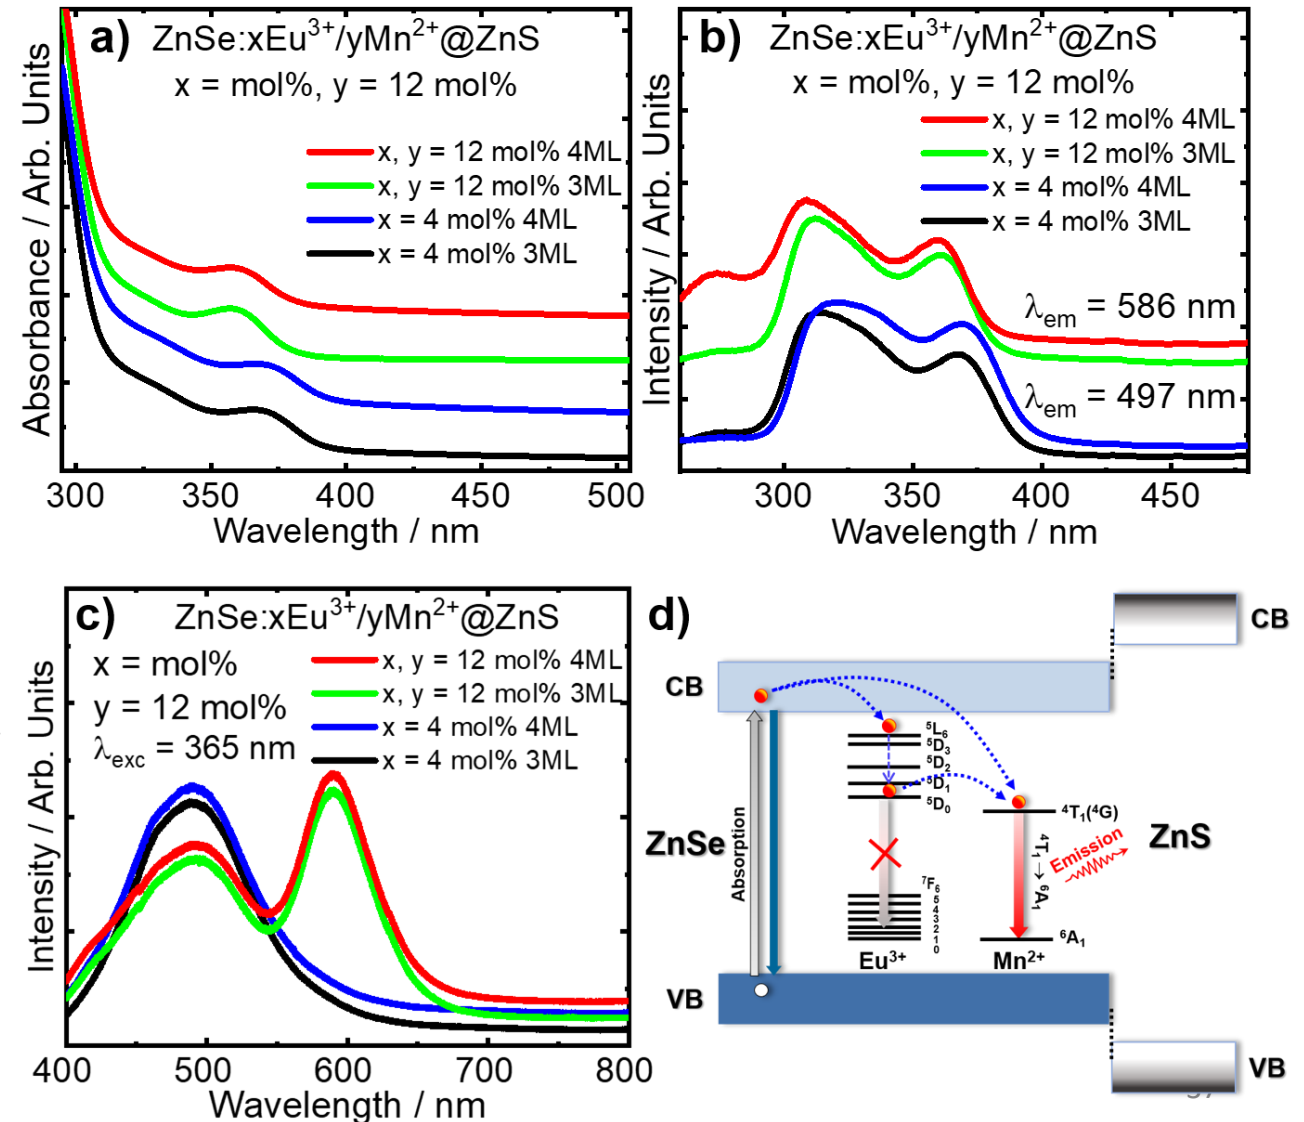 a) ZnSe:xEu³⁺/yMn²⁺@ZnS
x = mol%, y = 12 mol%
x, y = 12 mol% 4ML
x, y = 12 mol% 3ML
x = 4 mol% 4ML
x = 4 mol% 3ML
Absorbance / Arb. Units
300 350 400 450 500
Wavelength / nm
b) ZnSe:xEu³⁺/yMn²⁺@ZnS
x = mol%, y = 12 mol%
x, y = 12 mol% 4ML
x, y = 12 mol% 3ML
x = 4 mol% 4ML
x = 4 mol% 3ML
λem = 586 nm
λem = 497 nm
Intensity / Arb. Units
300 350 400 450
Wavelength / nm
c) ZnSe:xEu³⁺/yMn²⁺@ZnS
x = mol%
y = 12 mol%
λexc = 365 nm
x, y = 12 mol% 4ML
x, y = 12 mol% 3ML
x = 4 mol% 4ML
x = 4 mol% 3ML
Intensity / Arb. Units
400 500 600 700 800
Wavelength / nm
d)
CB
CB
⁵L₆
⁵D₃
⁵D₂
⁵D₁
⁵D₀
⁴T₁(⁴G)
ZnSe
Absorption
⁴T₁ → ⁶A₁
Emission
ZnS
⁷F₆
5
4
3
2
1
0
⁶A₁
Eu³⁺
Mn²⁺
VB
VB